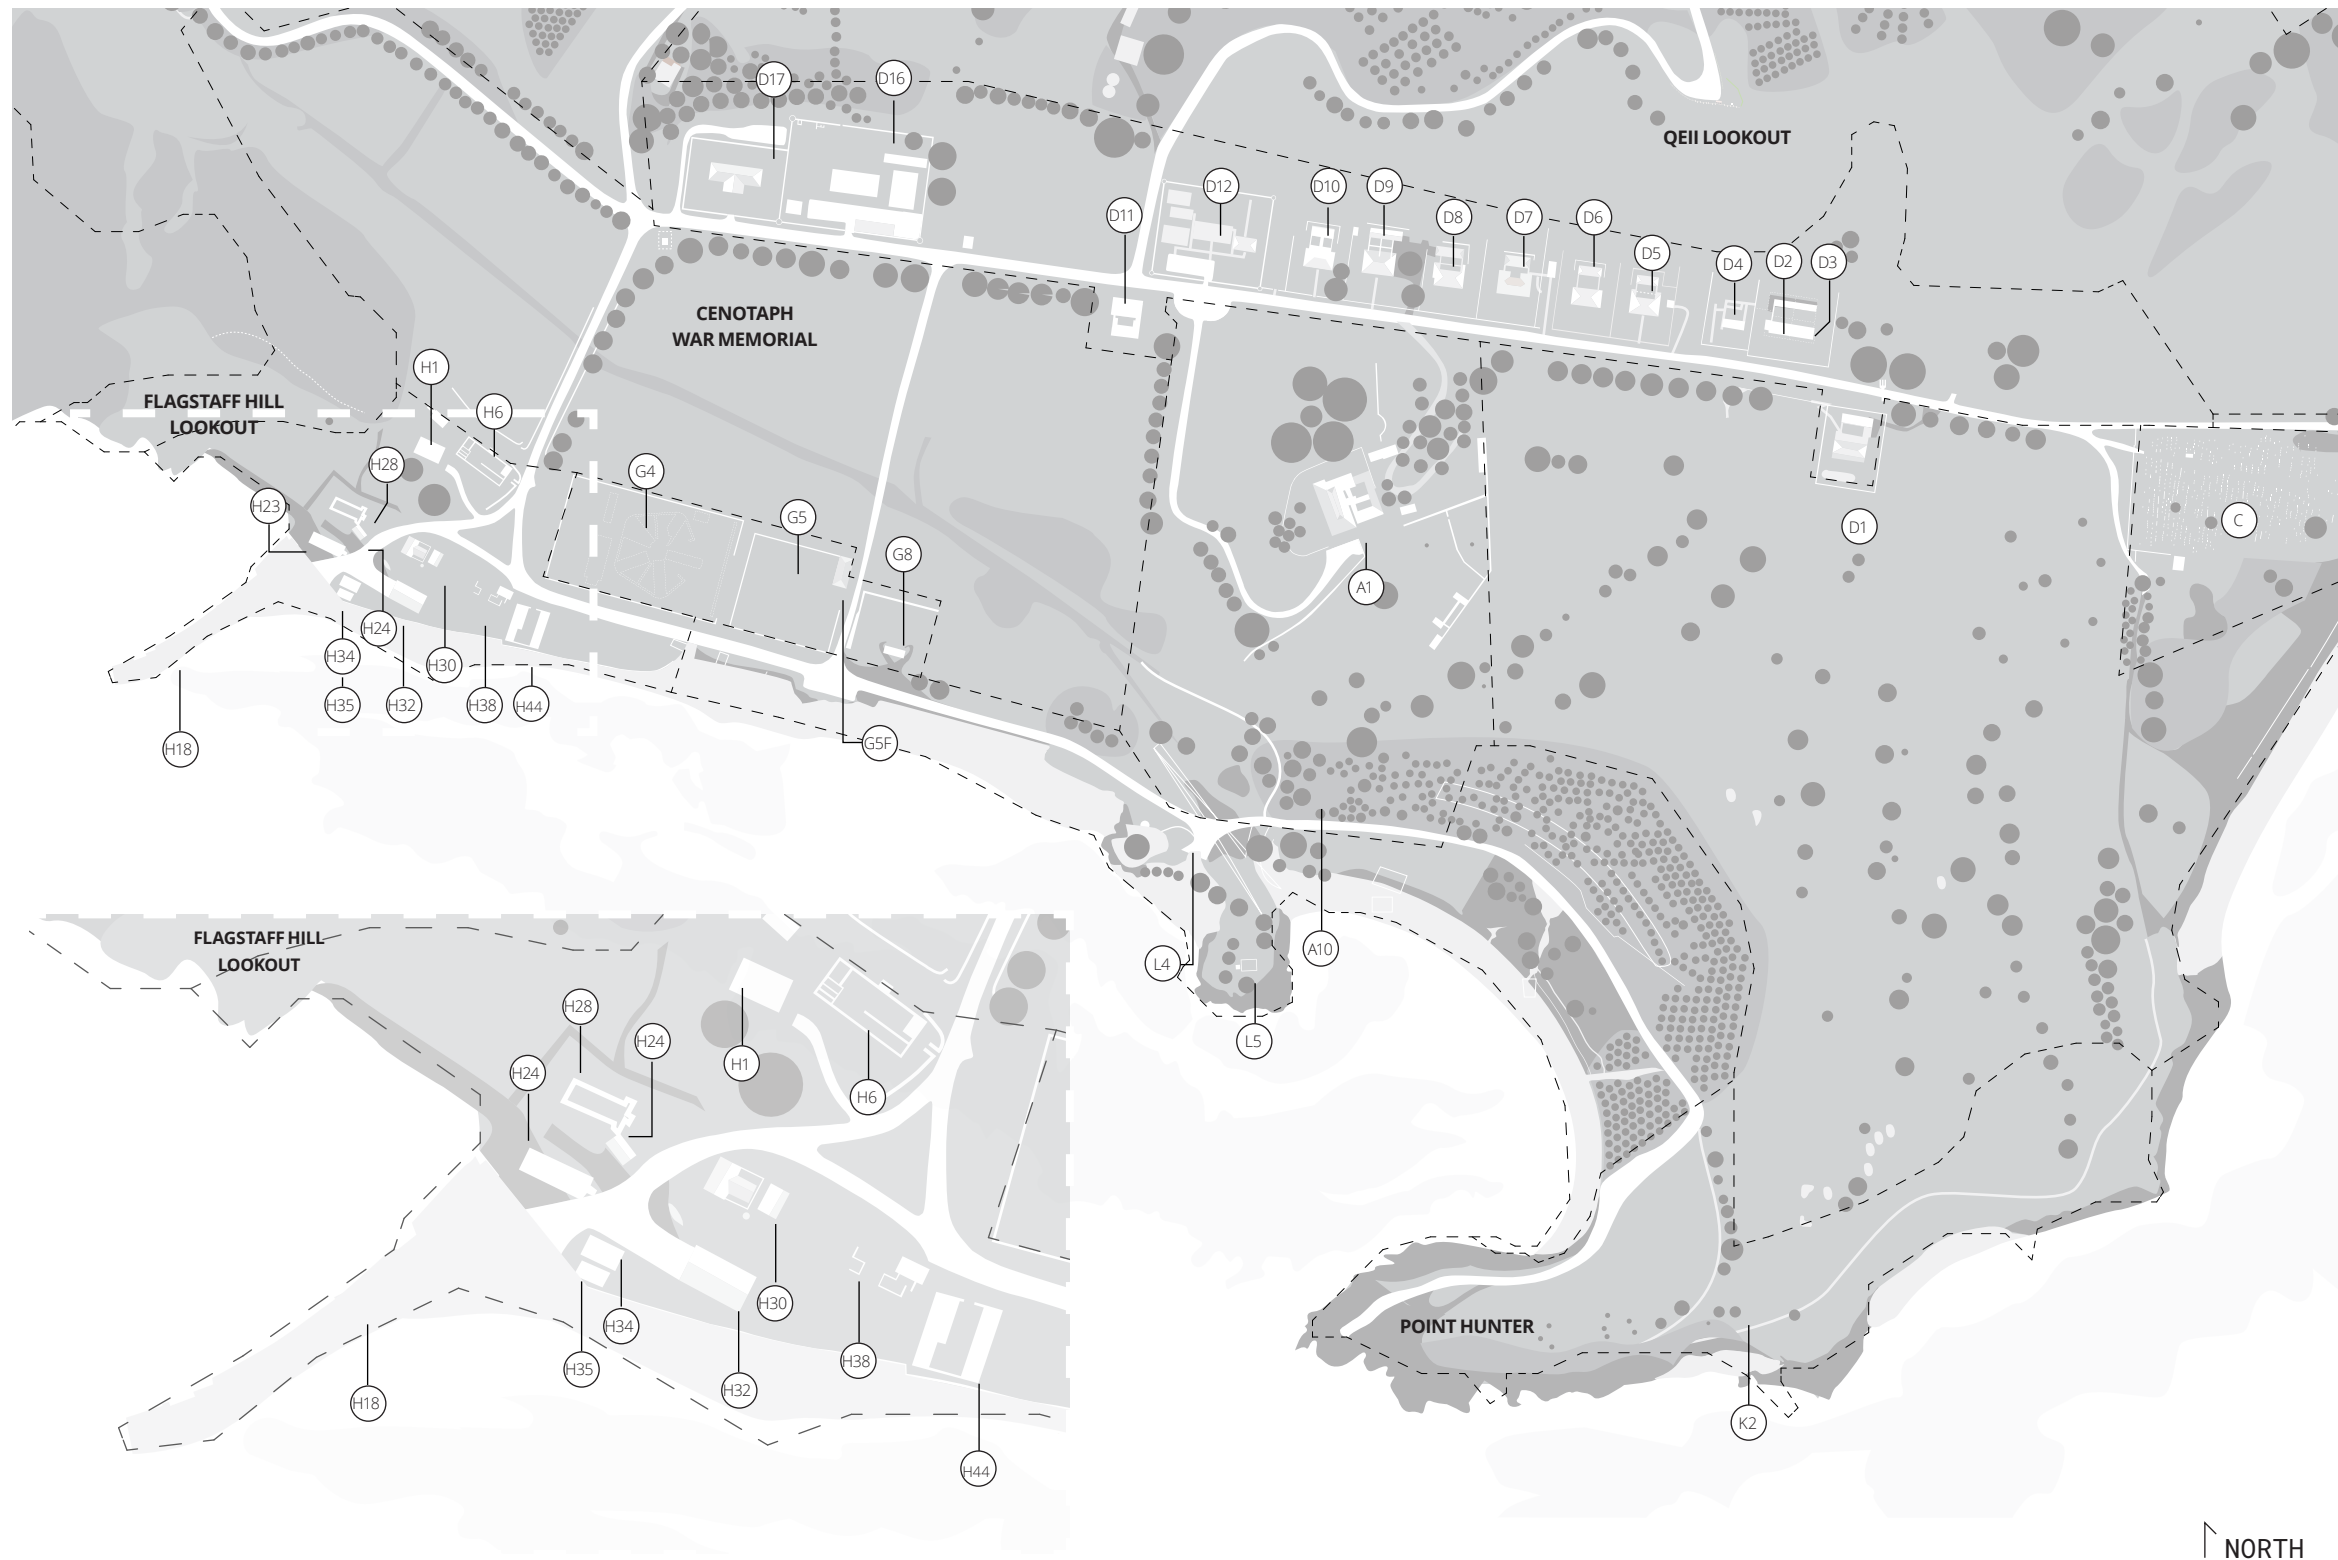 D17
D16
QEII LOOKOUT
D12
D10
D9
D11
D8
D7
D6
D5
D4
D2
D3
CENOTAPH
WAR MEMORIAL
H1
FLAGSTAFF HILL
LOOKOUT
H6
H28
G4
H23
G5
D1
C
G8
A1
H24
H34
H30
H35
H32
H38
H44
H18
G5F
L4
A10
L5
FLAGSTAFF HILL
LOOKOUT
H28
H24
H24
H1
H6
H30
H34
H35
H38
H32
H18
H44
POINT HUNTER
K2
NORTH